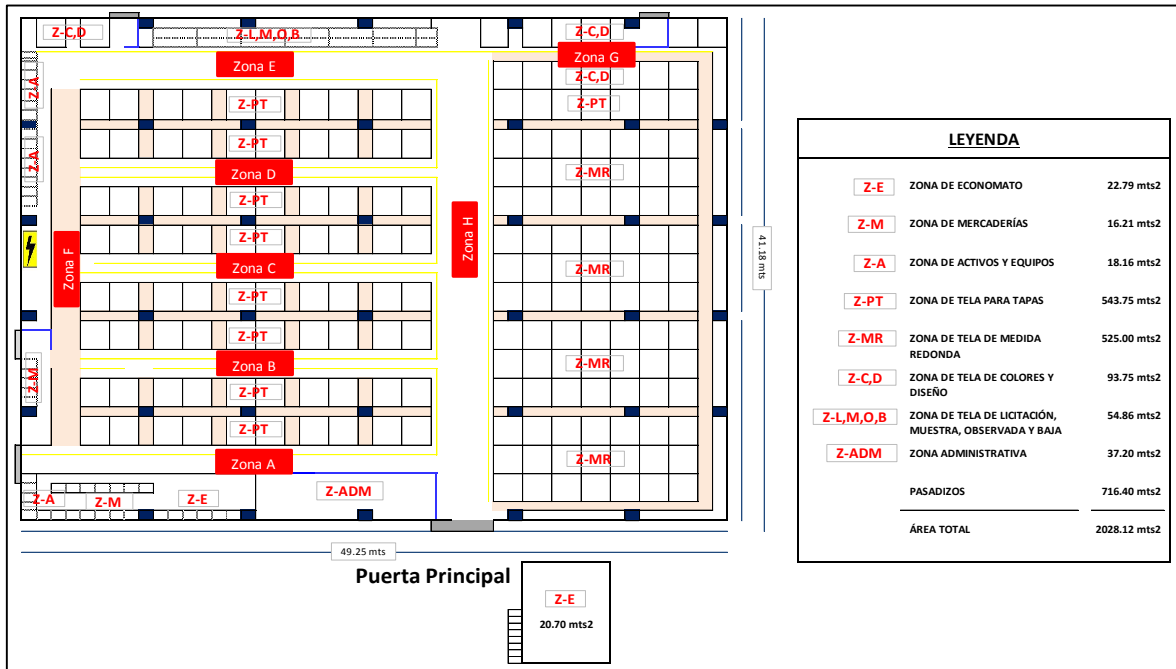 Z-C,D
Z-L,M,O,B
Z-C,D
Zona E
Zona G
Z-C,D
Z-A
Z-PT
Z-PT
Z-A
Z-PT
Zona D
Z-MR
Z-PT
Zona F
Z-PT
Zona H
Zona C
Z-MR
41.18 mts
Z-PT
Z-PT
Zona B
Z-MR
Z-M
Z-PT
Z-PT
Zona A
Z-MR
Z-A
Z-M
Z-E
Z-ADM
49.25 mts
Puerta Principal
Z-E
20.70 mts2
LEYENDA
Z-E ZONA DE ECONOMATO 22.79 mts2
Z-M ZONA DE MERCADERÍAS 16.21 mts2
Z-A ZONA DE ACTIVOS Y EQUIPOS 18.16 mts2
Z-PT ZONA DE TELA PARA TAPAS 543.75 mts2
Z-MR ZONA DE TELA DE MEDIDA 525.00 mts2
REDONDA
Z-C,D ZONA DE TELA DE COLORES Y 93.75 mts2
DISEÑO
Z-L,M,O,B ZONA DE TELA DE LICITACIÓN, 54.86 mts2
MUESTRA, OBSERVADA Y BAJA
Z-ADM ZONA ADMINISTRATIVA 37.20 mts2
PASADIZOS 716.40 mts2
ÁREA TOTAL 2028.12 mts2